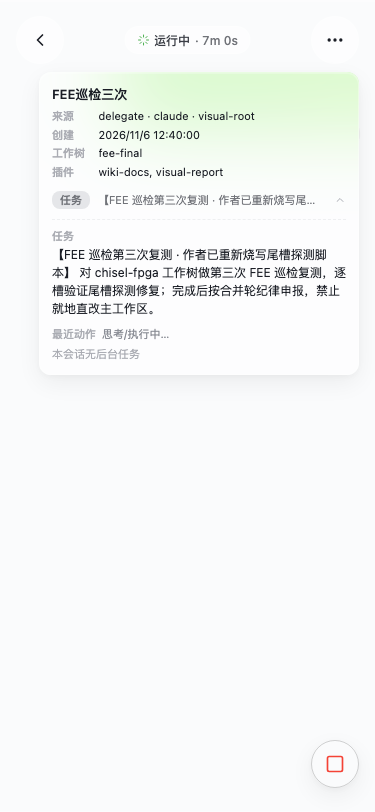 运行中 · 7m 0s
FEE巡检三次
来源 delegate · claude · visual-root
创建 2026/11/6 12:40:00
工作树 fee-final
插件 wiki-docs, visual-report
任务 【FEE 巡检第三次复测 · 作者已重新烧写尾...
任务
【FEE 巡检第三次复测 · 作者已重新烧写尾槽探测脚
本】 对 chisel-fpga 工作树做第三次 FEE 巡检复测，逐
槽验证尾槽探测修复；完成后按合并轮纪律申报，禁止
就地直改主工作区。
最近动作 思考/执行中...
本会话无后台任务